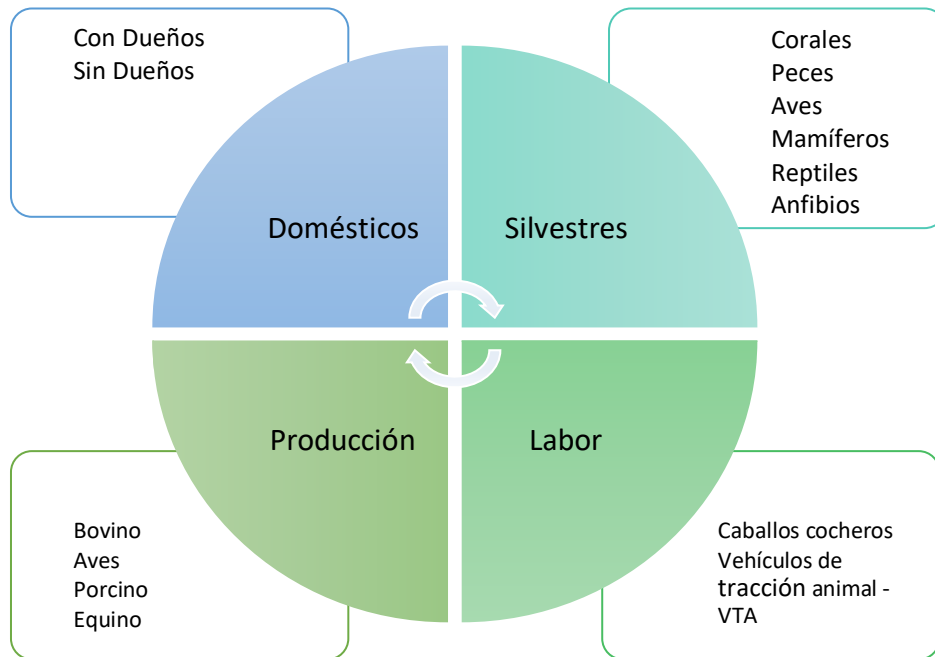 Con Dueños
Sin Dueños
Corales
Peces
Aves
Mamíferos
Reptiles
Anfibios
Domésticos
Silvestres
Producción
Labor
Bovino
Aves
Porcino
Equino
Caballos cocheros
Vehículos de
tracción animal -
VTA